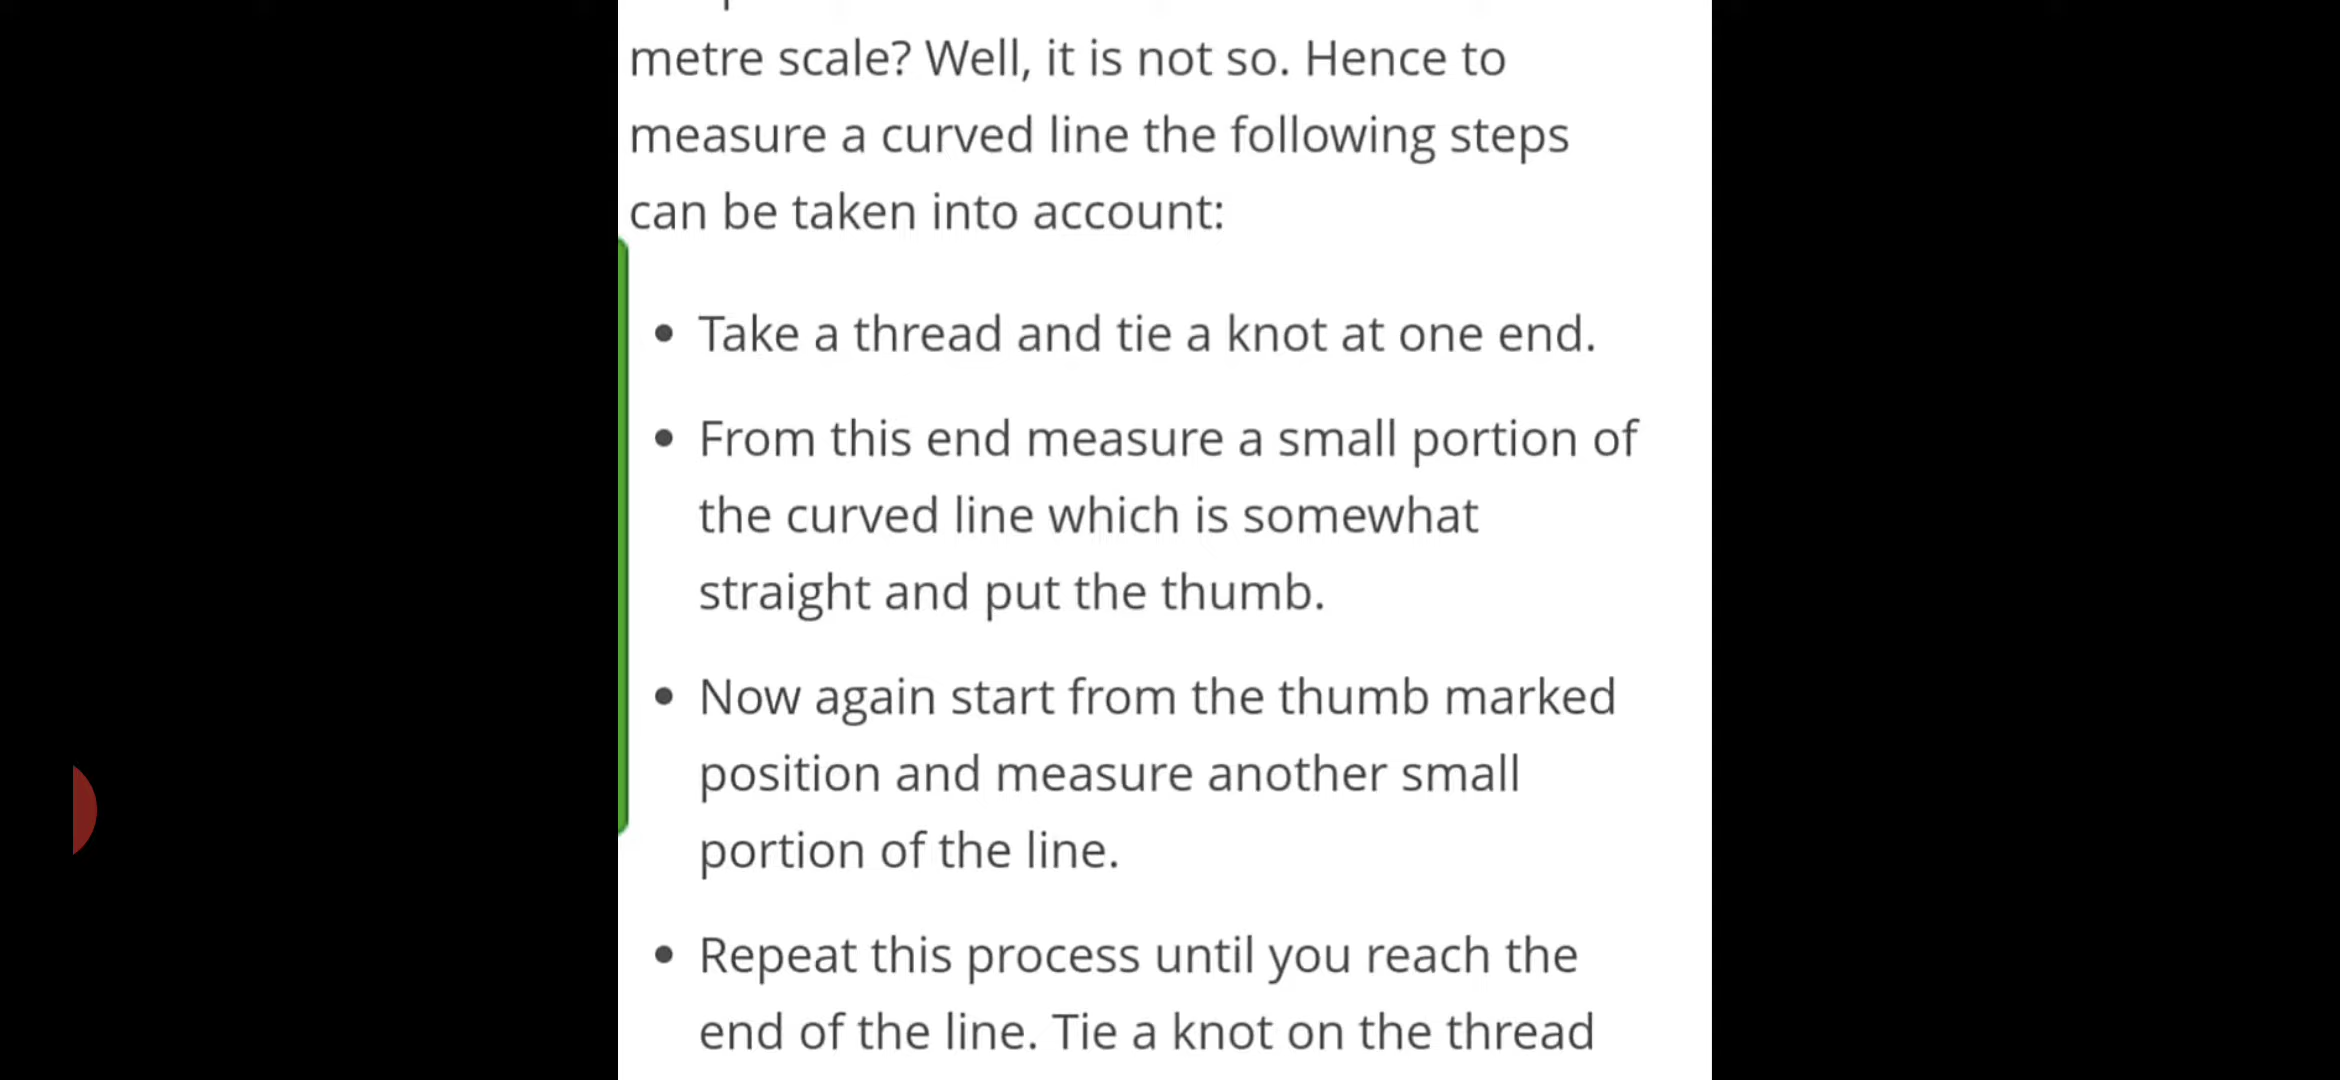 metre scale? Well, it is not so. Hence to
measure a curved line the following steps
can be taken into account:
• Take a thread and tie a knot at one end.
• From this end measure a small portion of
the curved line which is somewhat
straight and put the thumb.
• Now again start from the thumb marked
position and measure another small
portion of the line.
• Repeat this process until you reach the
end of the line. Tie a knot on the thread